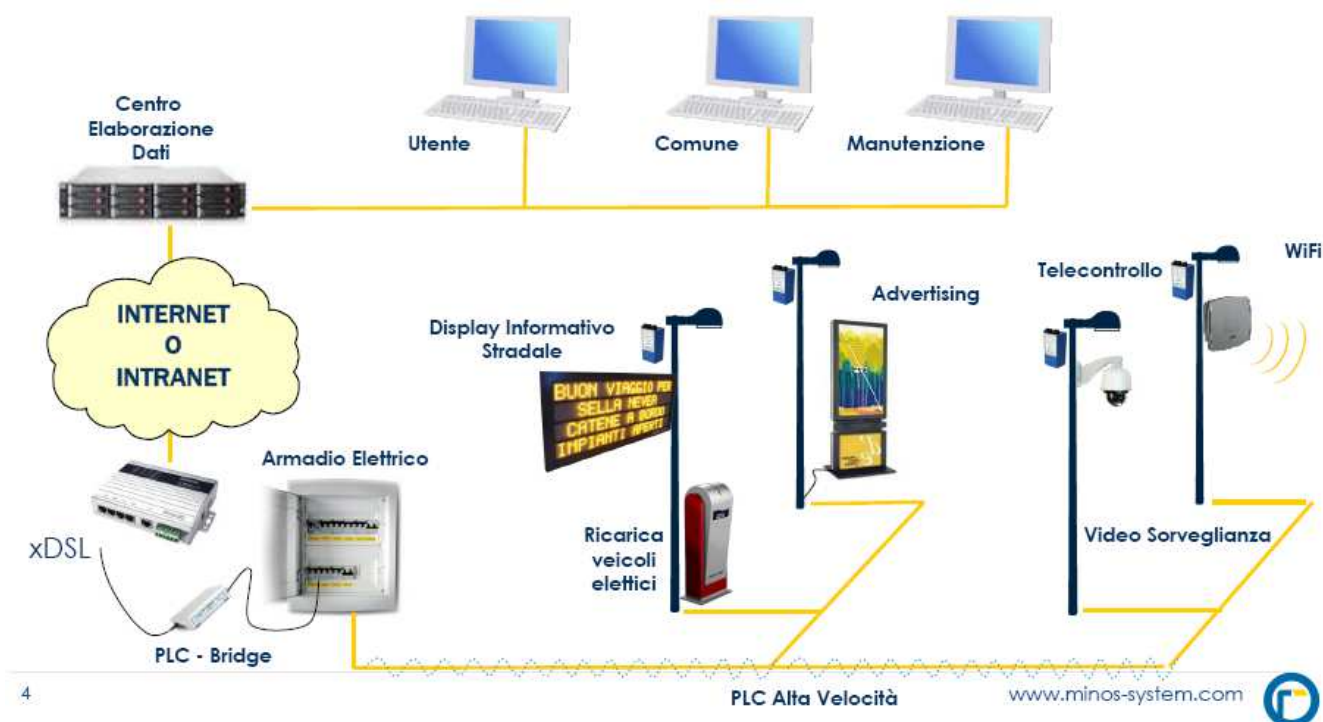 Centro
Elaborazione
Dati
Utente
Comune
Manutenzione
INTERNET
O
INTRANET
Display Informativo
Stradale
Advertising
Telecontrollo
WiFi
BUON VIAGGIO PER
SELLA NEVEA
CATENE A BORDO
IMPIANTI APERTI
Armadio Elettrico
xDSL
Ricarica
veicoli
elettici
Video Sorveglianza
PLC - Bridge
4
PLC Alta Velocità
www.minos-system.com